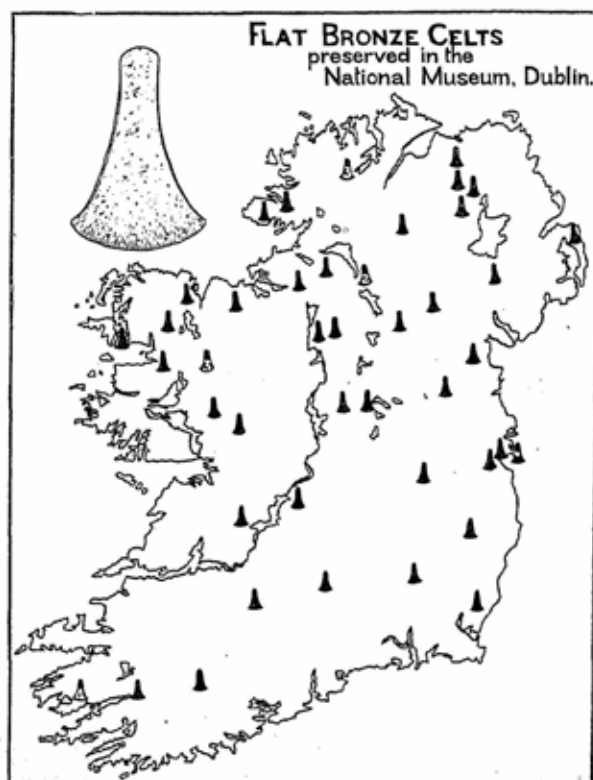 FLAT BRONZE CELTS
preserved in the
National Museum, Dublin.